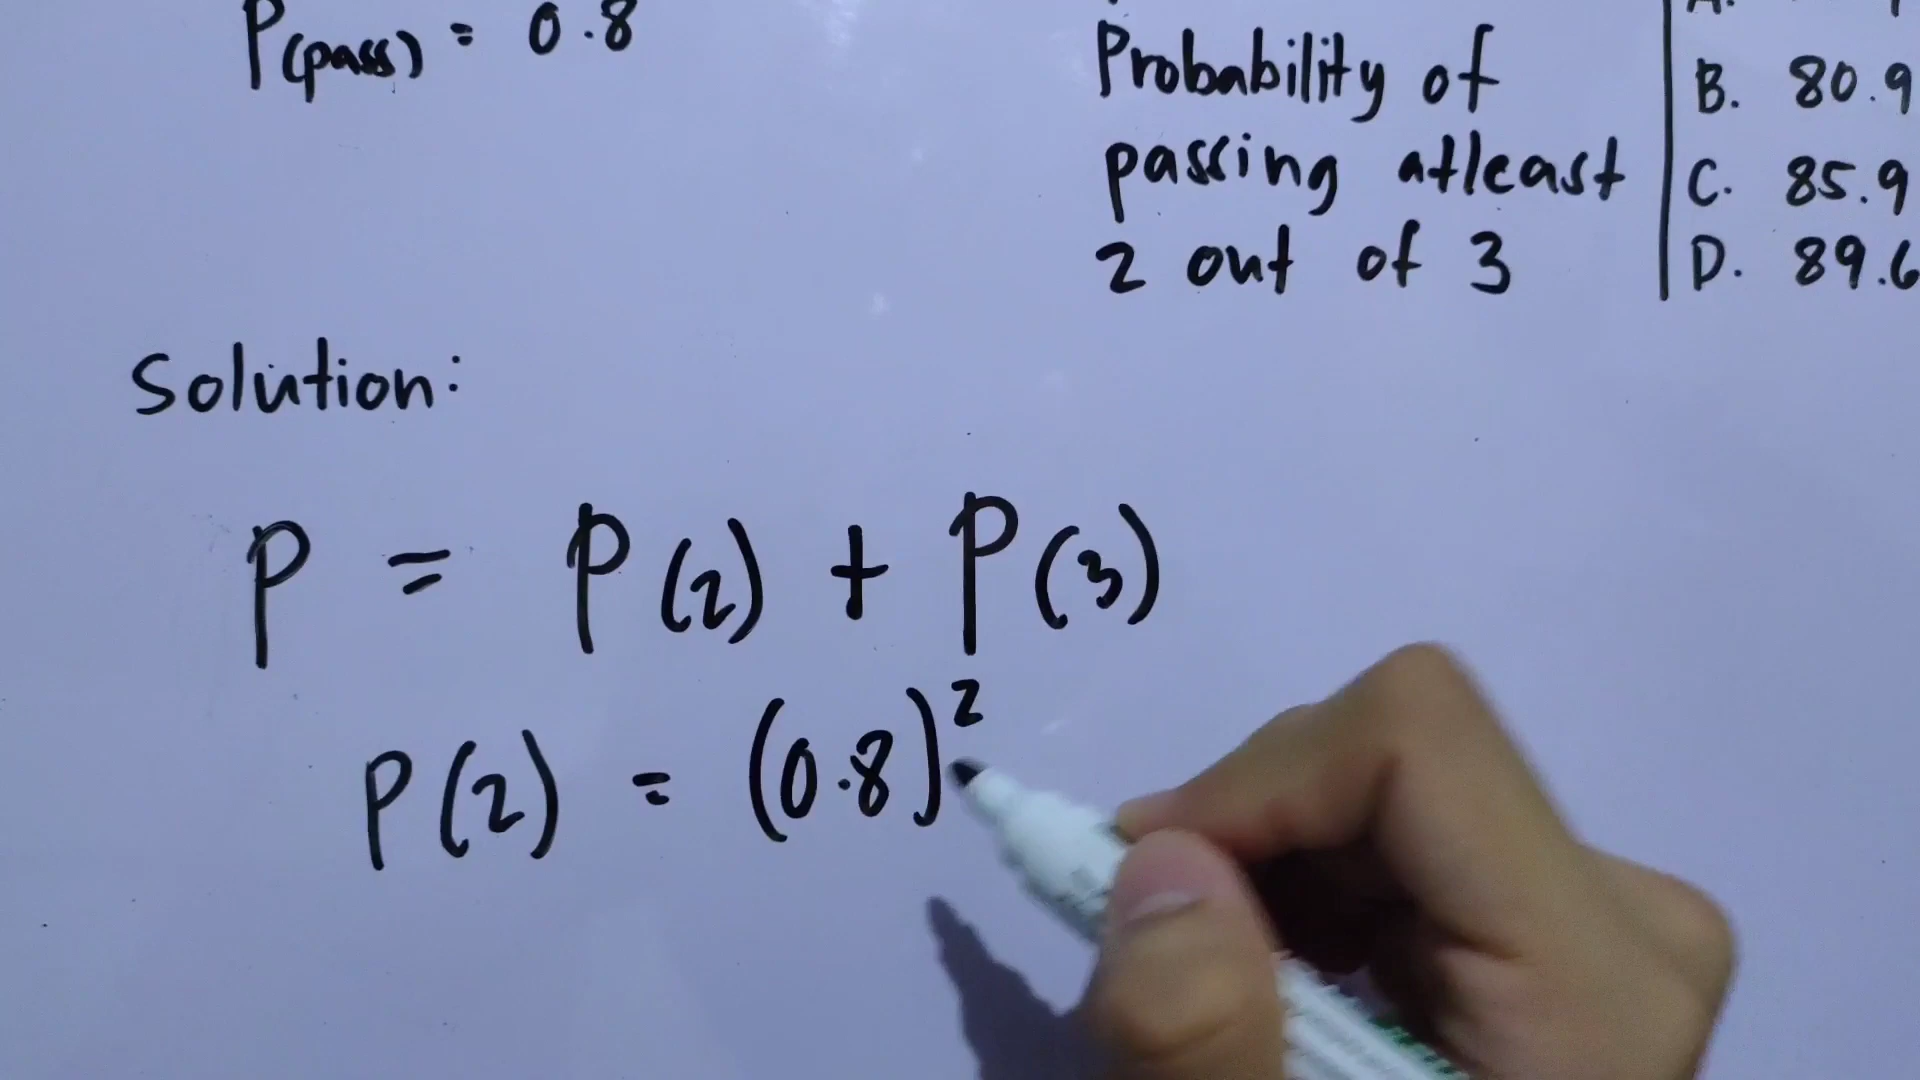 P(pass) = 0.8
Probability of
passing atleast
2 out of 3
B. 80.9
C. 85.9
D. 89.6
Solution:
P = P(2) + P(3)
P(2) = (0.8)²